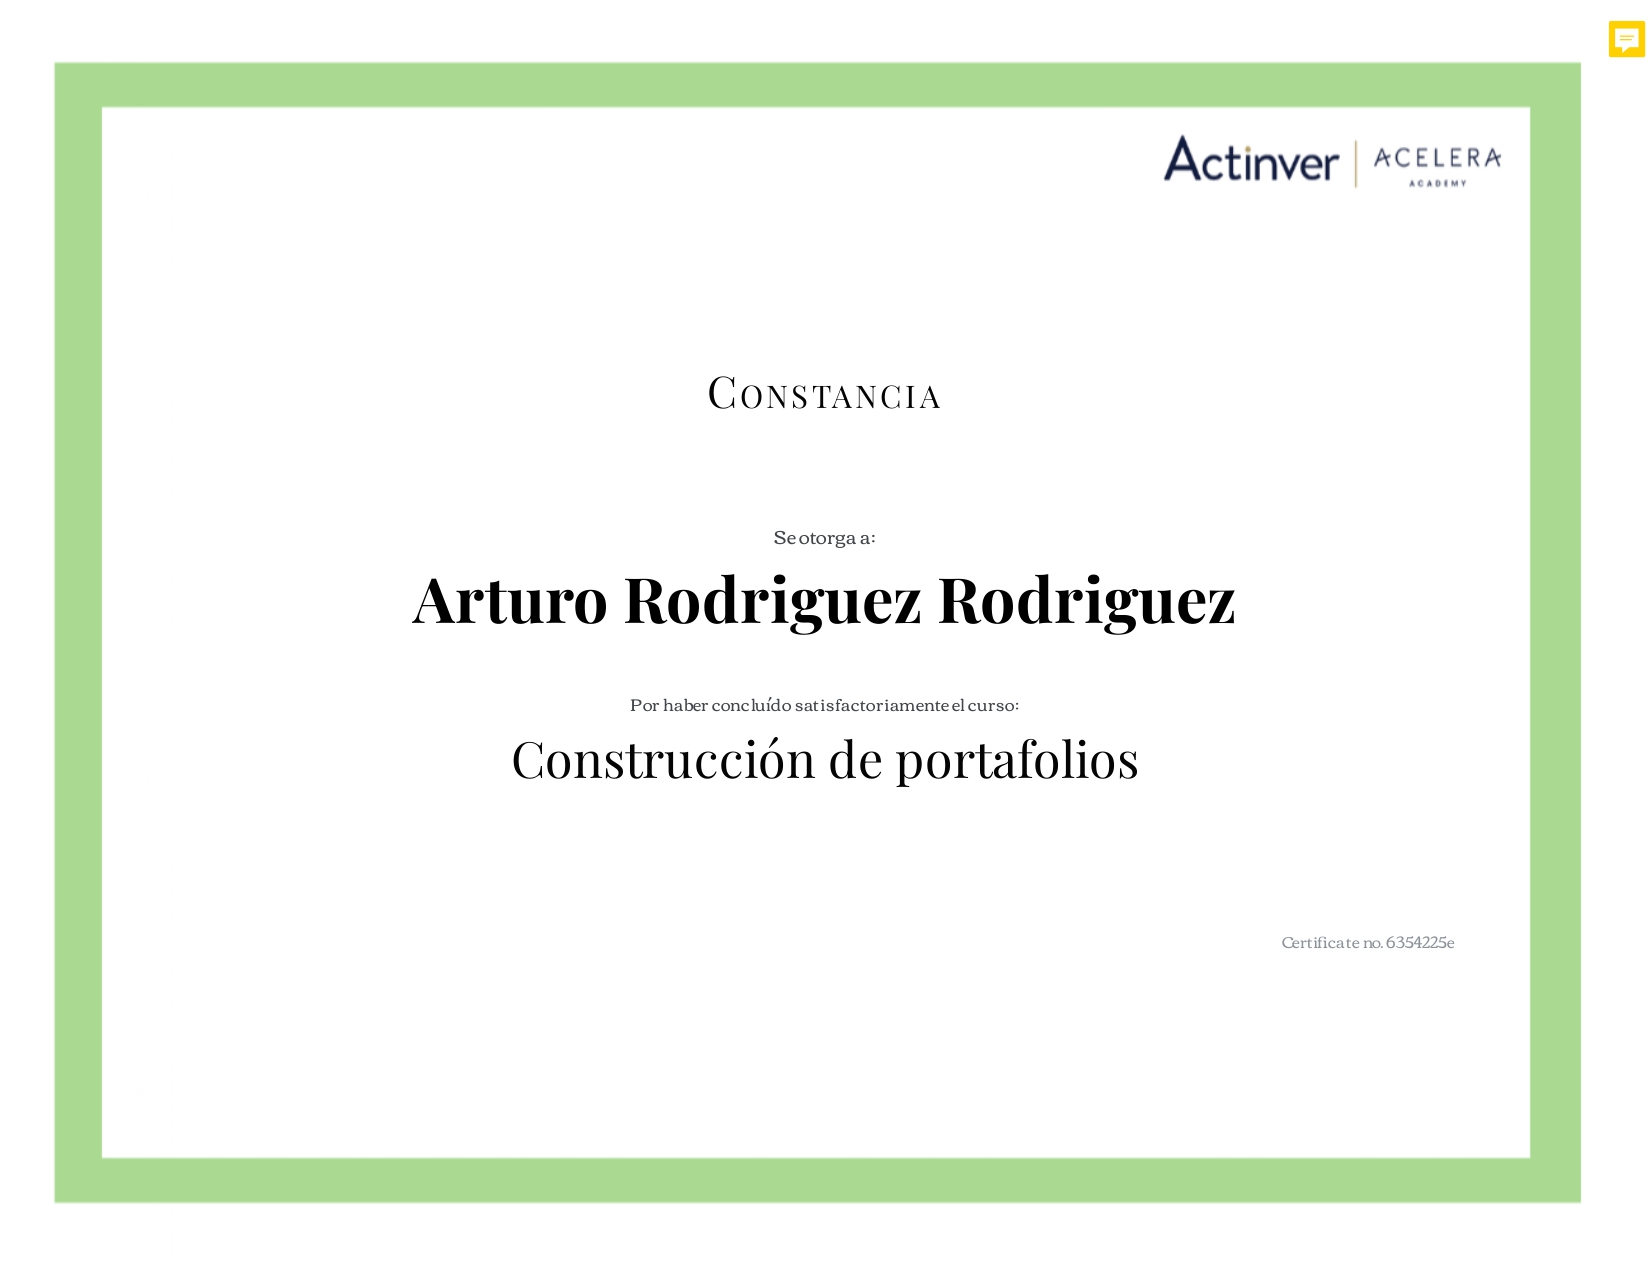 Actinver | ACELERA
ACADEMY
CONSTANCIA
Se otorga a:
Arturo Rodriguez Rodriguez
Por haber concluído satisfactoriamente el curso:
Construcción de portafolios
Certificate no. 6354225e